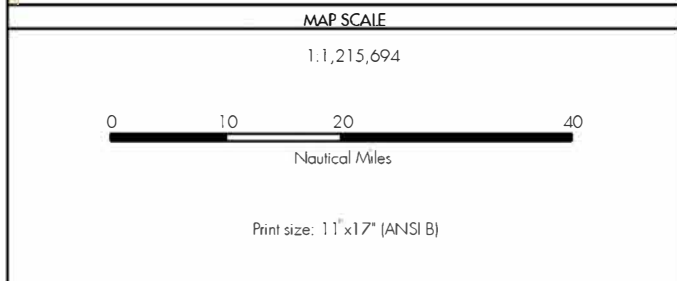 MAP SCALE
1:1,215,694
0 10 20 40
Nautical Miles
Print size: 11"x17" (ANSI B)